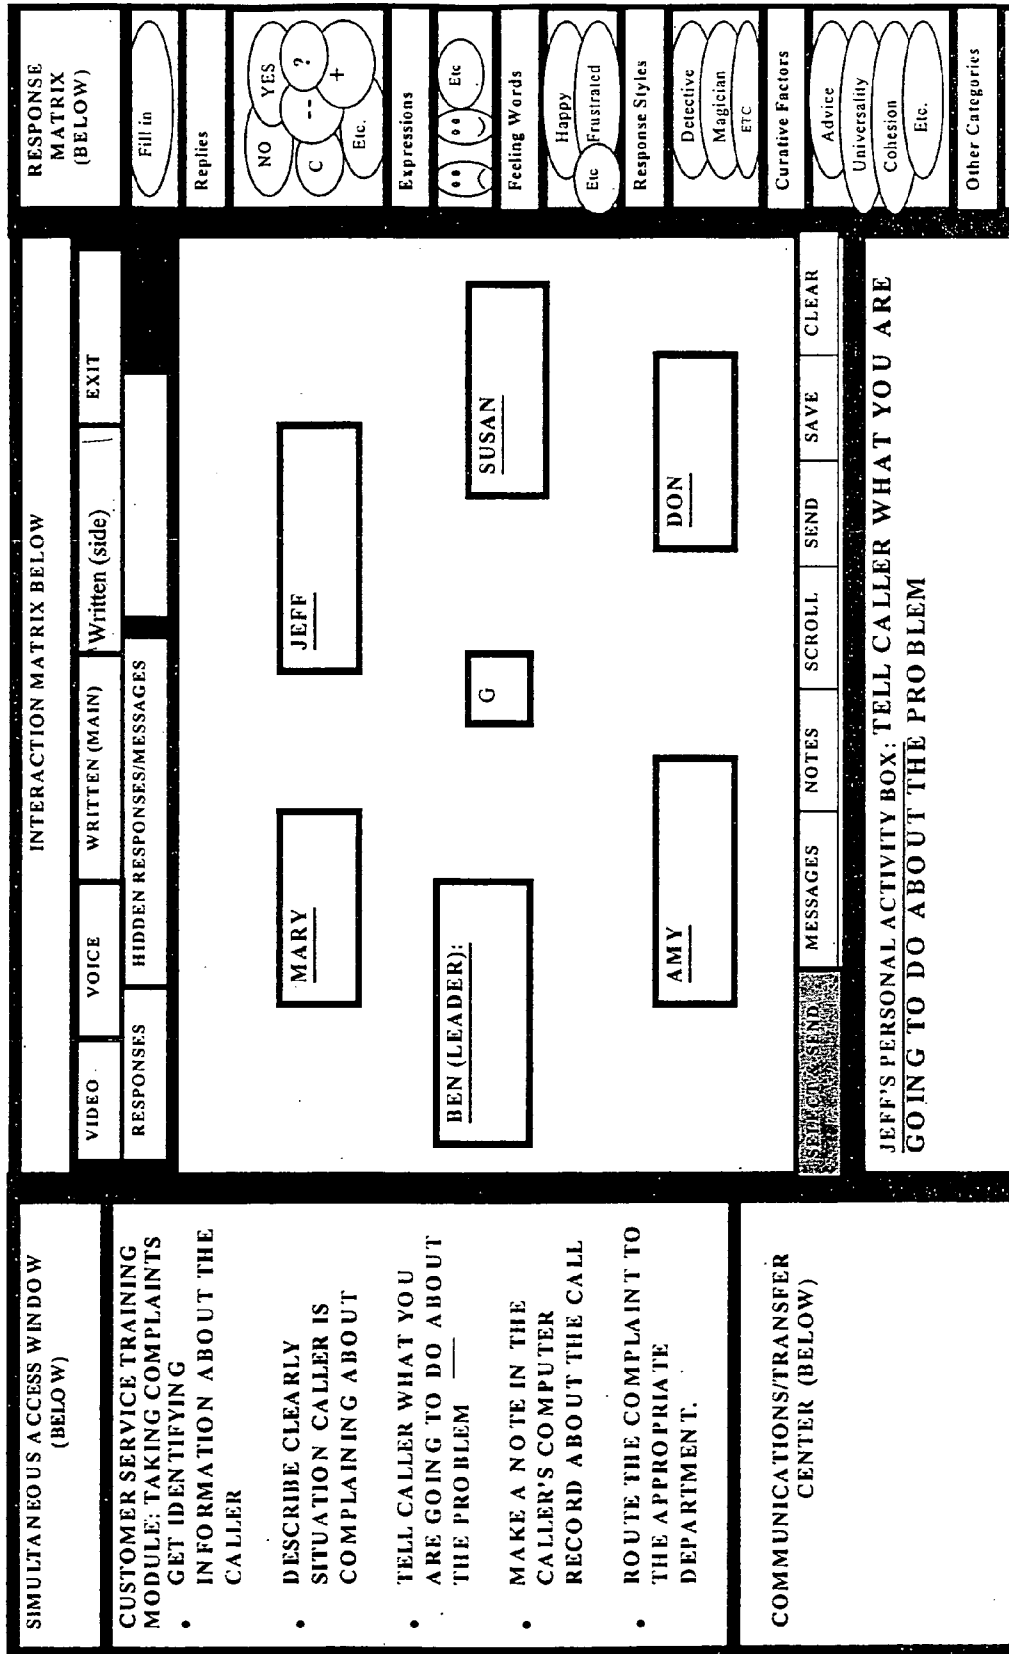 SIMULTANEOUS ACCESS WINDOW
(BELOW)
CUSTOMER SERVICE TRAINING
MODULE: TAKING COMPLAINTS
• GET IDENTIFYING
INFORMATION ABOUT THE
CALLER
• DESCRIBE CLEARLY
SITUATION CALLER IS
COMPLAINING ABOUT
• TELL CALLER WHAT YOU
ARE GOING TO DO ABOUT
THE PROBLEM
• MAKE A NOTE IN THE
CALLER'S COMPUTER
RECORD ABOUT THE CALL
• ROUTE THE COMPLAINT TO
THE APPROPRIATE
DEPARTMENT.
COMMUNICATIONS/TRANSFER
CENTER (BELOW)
INTERACTION MATRIX BELOW
VIDEO VOICE WRITTEN (MAIN) Written (side) EXIT
RESPONSES HIDDEN RESPONSES/MESSAGES
MARY JEFF
BEN (LEADER): G SUSAN
AMY DON
SELECT & SEND MESSAGES NOTES SCROLL SEND SAVE CLEAR
JEFF'S PERSONAL ACTIVITY BOX: TELL CALLER WHAT YOU ARE
GOING TO DO ABOUT THE PROBLEM
RESPONSE
MATRIX
(BELOW)
Fill in
Replies
NO YES
C -- ?
Etc. +
Expressions
Etc
Feeling Words
Happy
Etc Frustrated
Response Styles
Detective
Magician
ETC
Curative Factors
Advice
Universality
Cohesion
Etc.
Other Categories